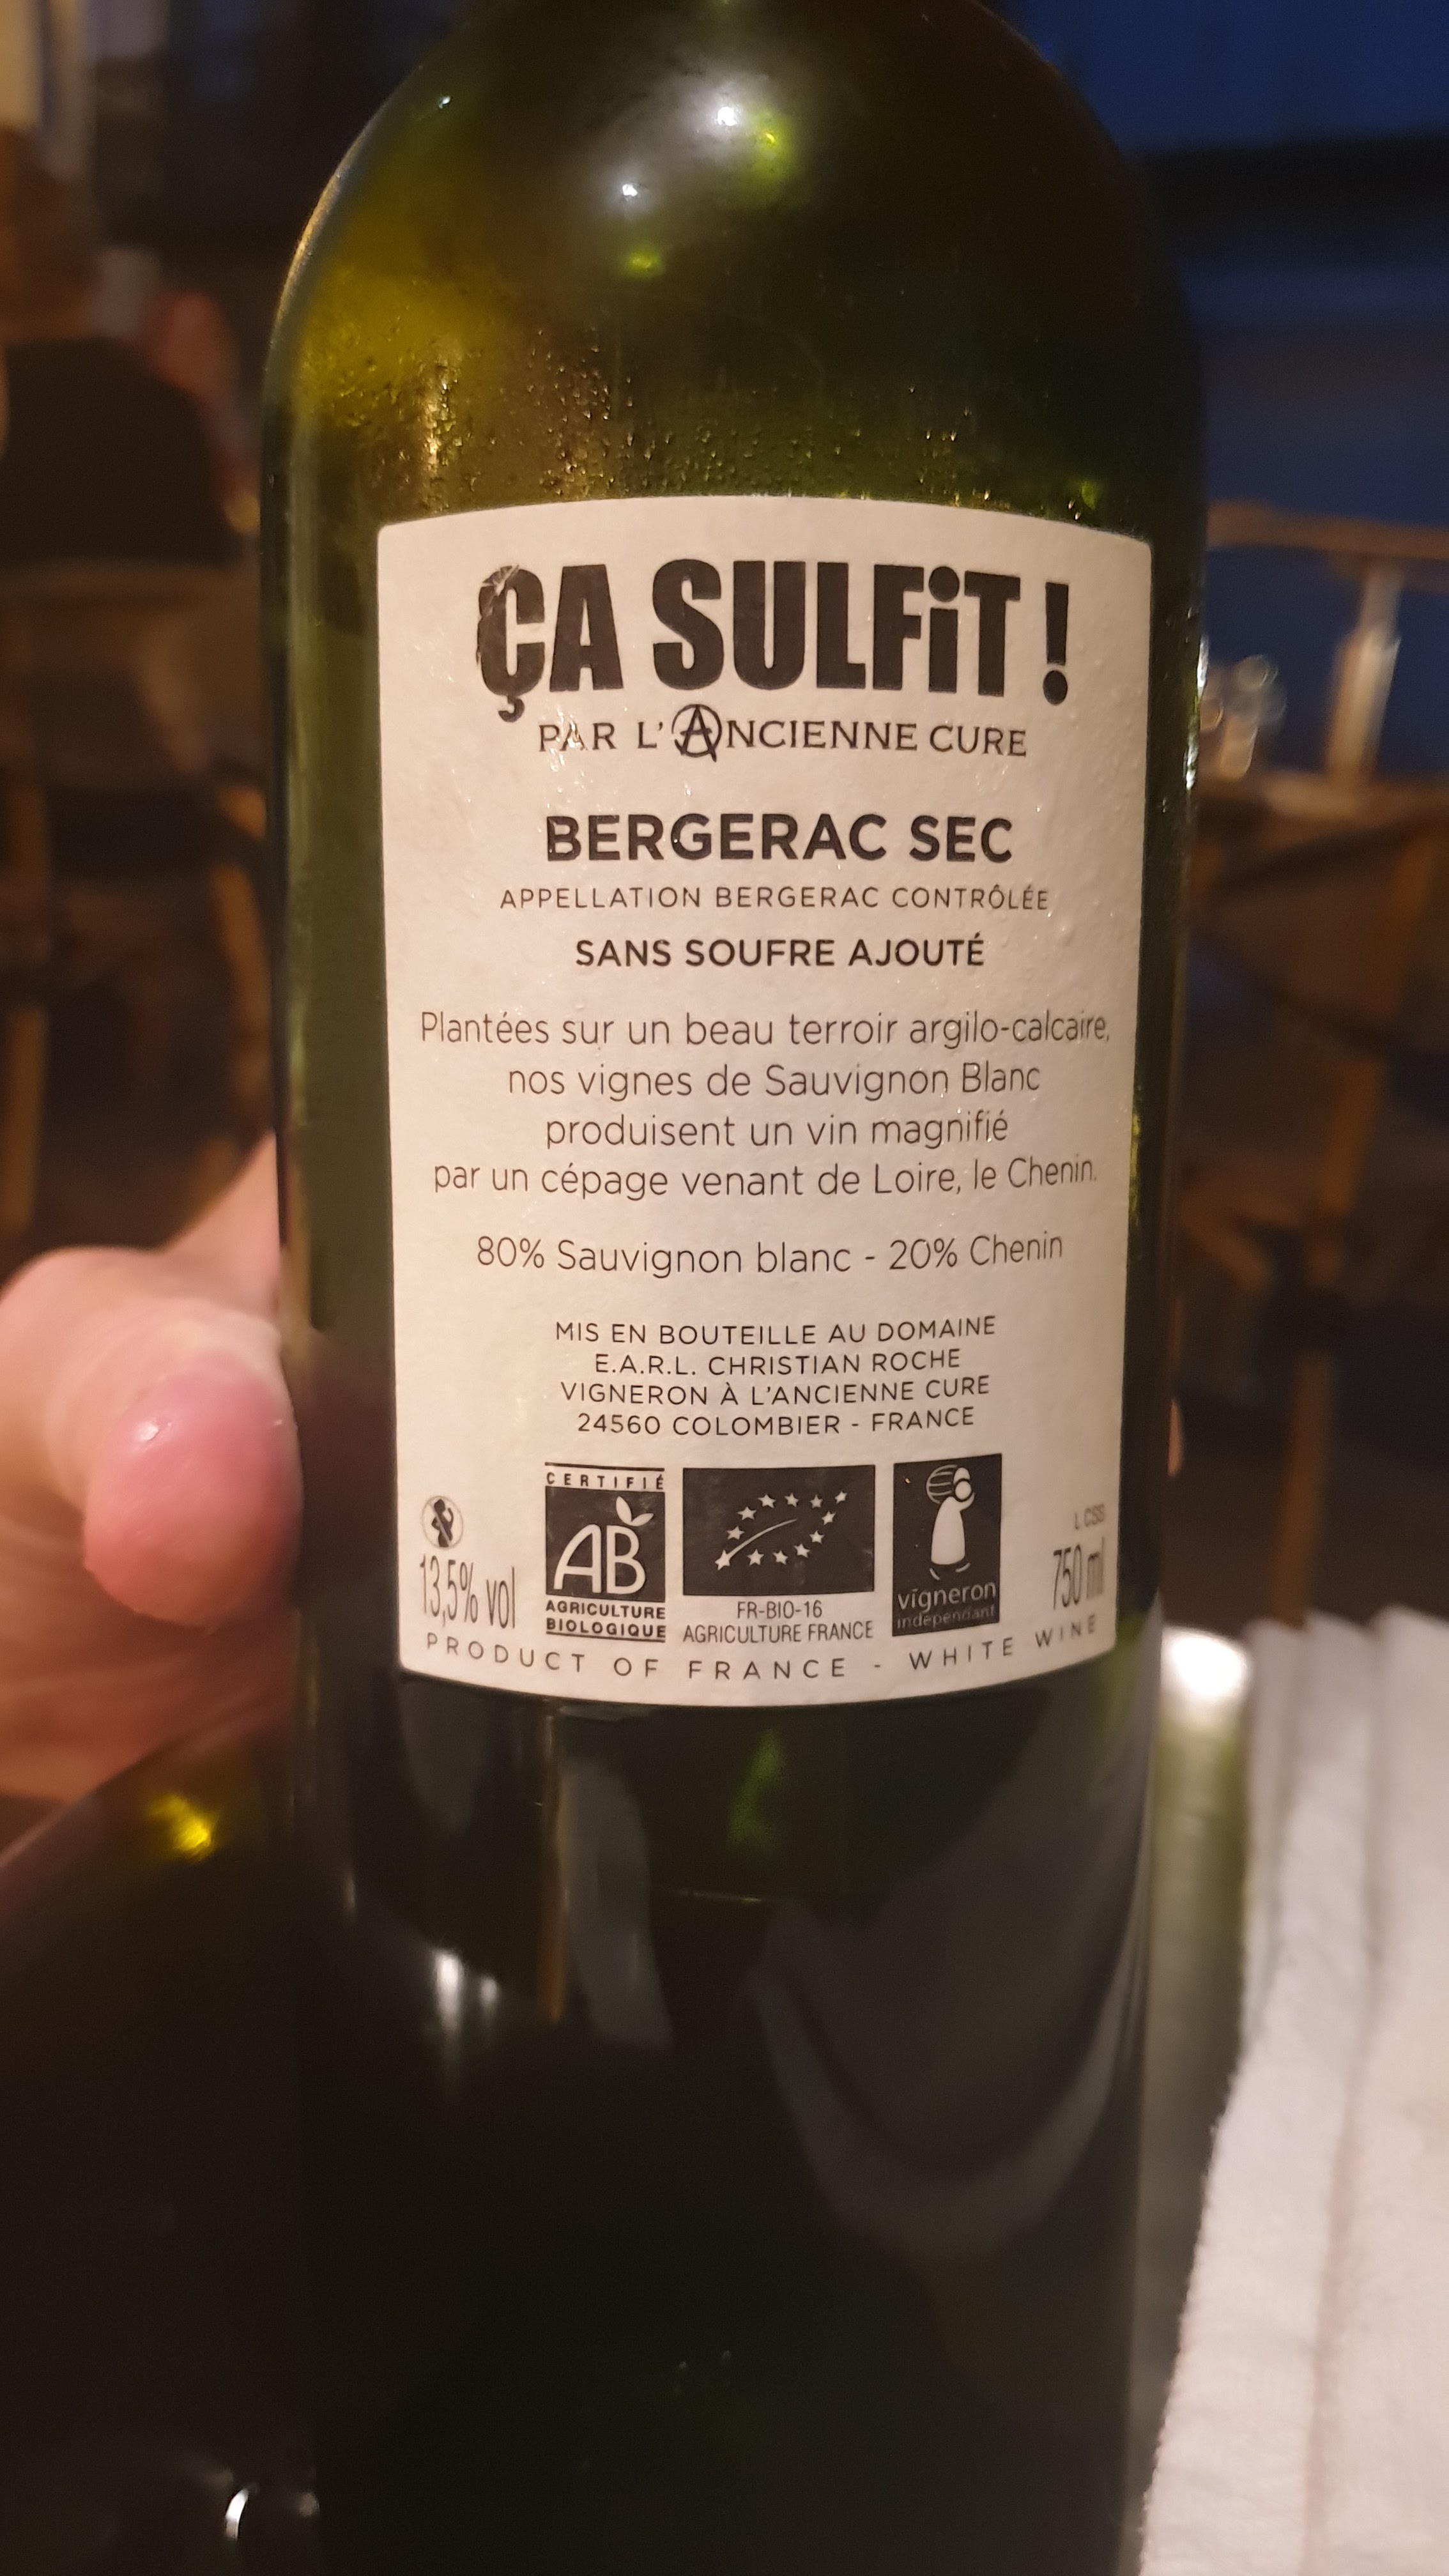 ÇA SULFiT !
PAR L'ANCIENNE CURE
BERGERAC SEC
APPELLATION BERGERAC CONTRÔLÉE
SANS SOUFRE AJOUTÉ
Plantées sur un beau terroir argilo-calcaire,
nos vignes de Sauvignon Blanc
produisent un vin magnifié
par un cépage venant de Loire, le Chenin.
80% Sauvignon blanc - 20% Chenin
MIS EN BOUTEILLE AU DOMAINE
E.A.R.L. CHRISTIAN ROCHE
VIGNERON À L'ANCIENNE CURE
24560 COLOMBIER - FRANCE
13,5% vol
CERTIFIÉ
AB
AGRICULTURE
BIOLOGIQUE
FR-BIO-16
AGRICULTURE FRANCE
vigneron
indépendant
L CSS
750 ml
PRODUCT OF FRANCE - WHITE WINE